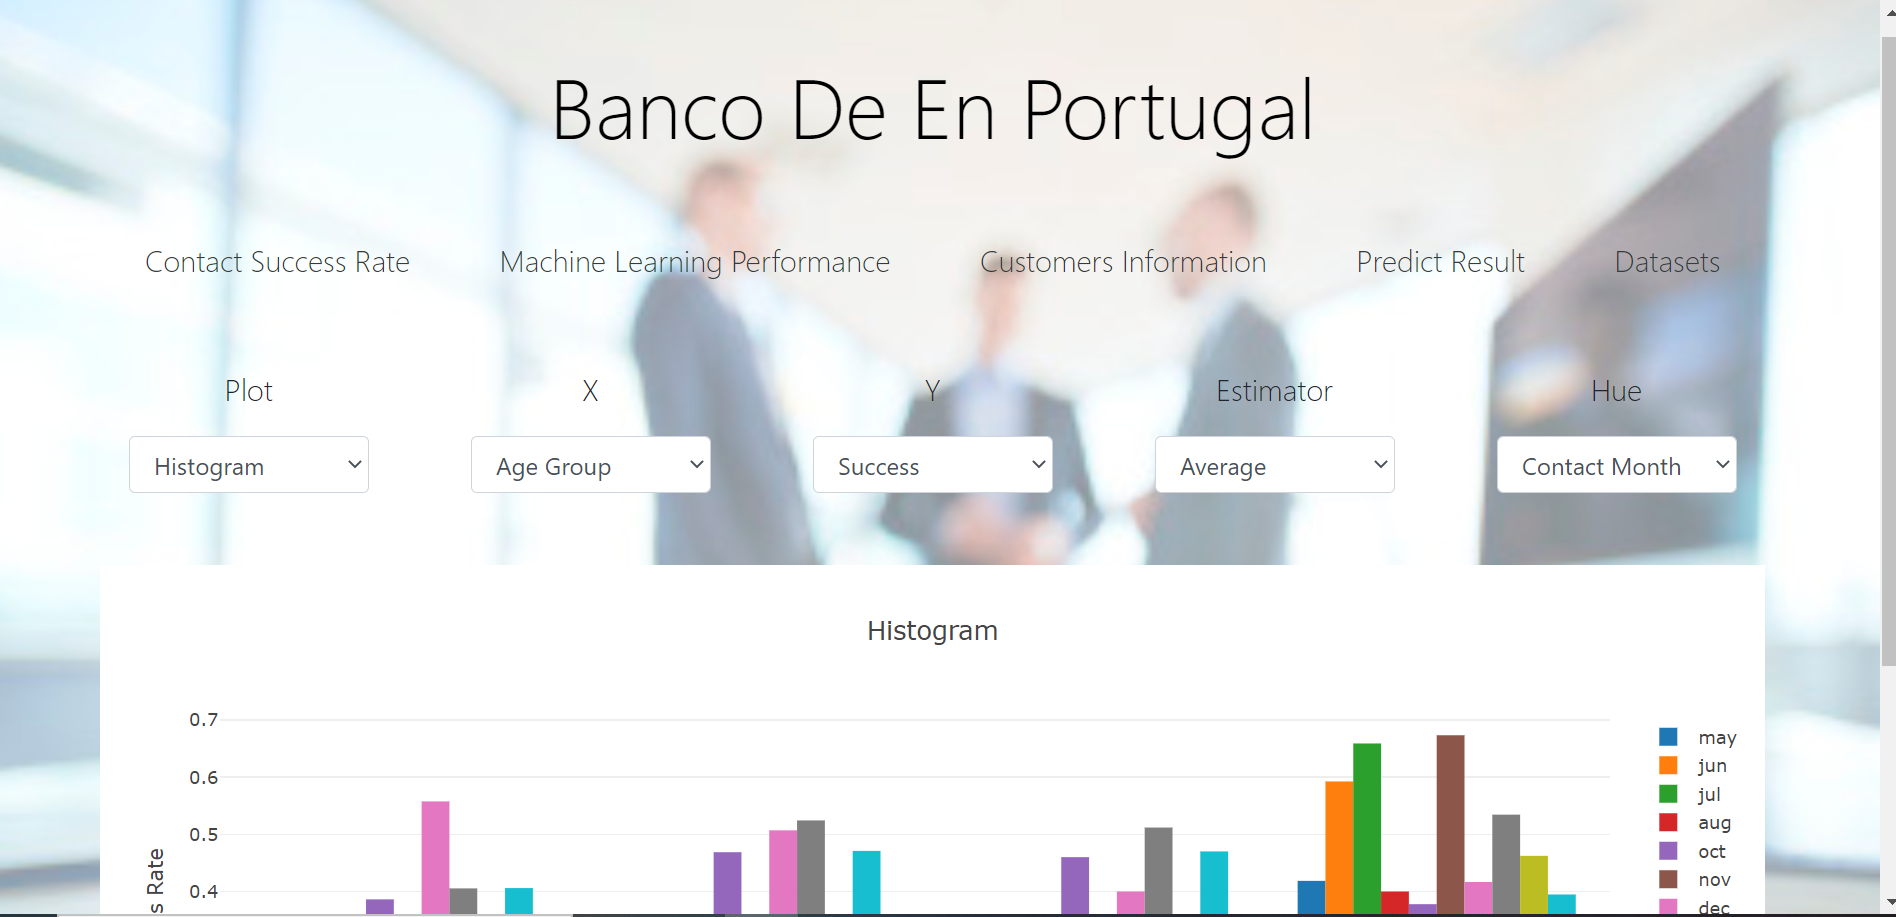 Banco De En Portugal
Contact Success Rate Machine Learning Performance Customers Information Predict Result Datasets
Plot X Y Estimator Hue
Histogram Age Group Success Average Contact Month
Histogram
0.7
0.6
0.5
0.4
s Rate
may
jun
jul
aug
oct
nov
dec